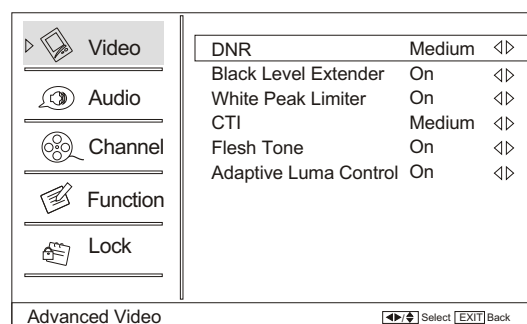 Video
Audio
Channel
Function
Lock
DNR Medium
Black Level Extender On
White Peak Limiter On
CTI Medium
Flesh Tone On
Adaptive Luma Control On
Advanced Video
/ Select EXIT Back